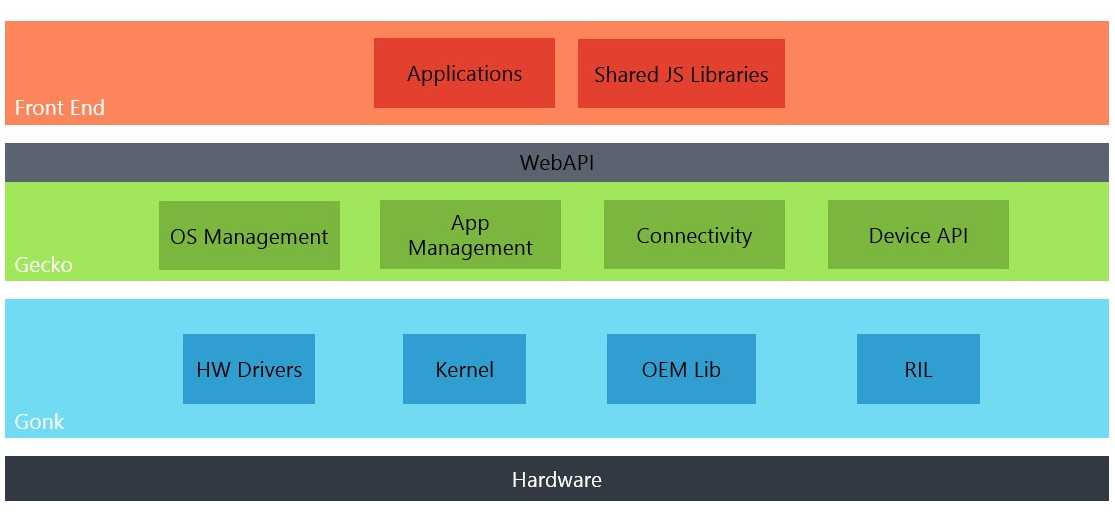 Applications
Shared JS Libraries
Front End
WebAPI
OS Management
App
Management
Connectivity
Device API
Gecko
HW Drivers
Kernel
OEM Lib
RIL
Gonk
Hardware